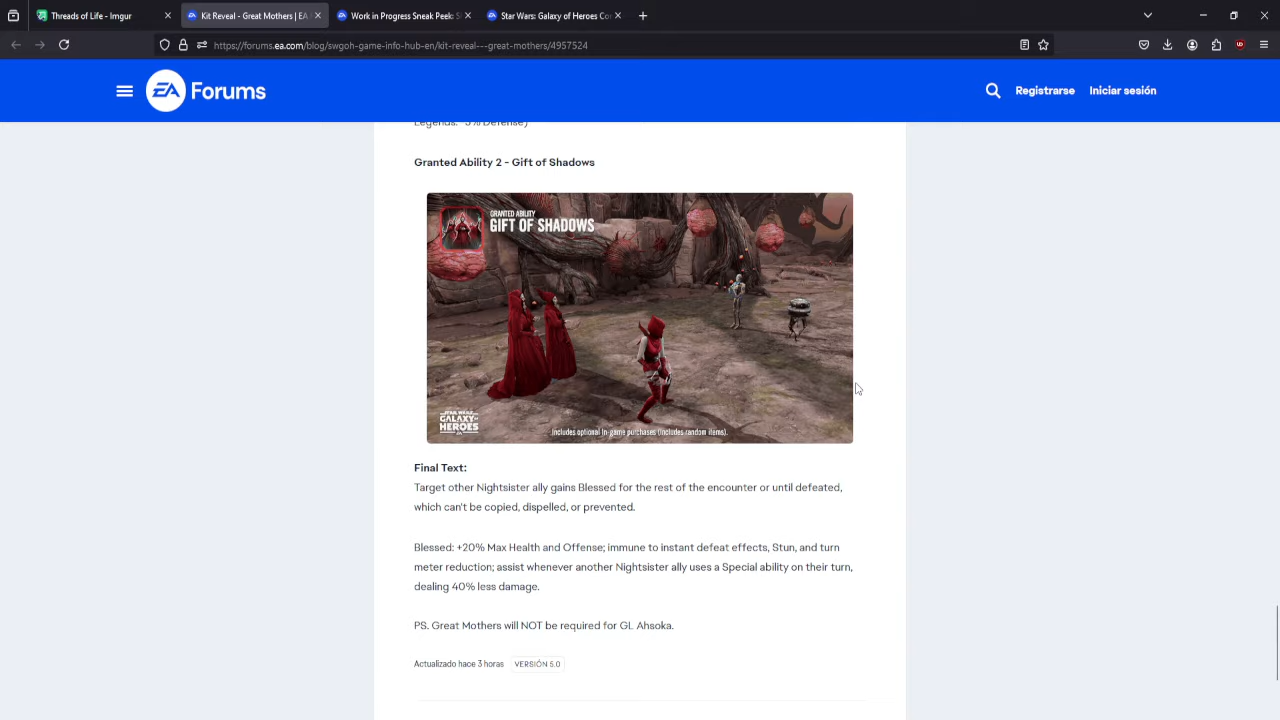 Threads of Life - Imgur
Kit Reveal - Great Mothers | EA F
Work in Progress Sneak Peek: S
Star Wars: Galaxy of Heroes Co
https://forums.ea.com/blog/swgoh-game-info-hub-en/kit-reveal---great-mothers/4957524
EA Forums
Registrarse
Iniciar sesión
Legends: -5% Defense)
Granted Ability 2 - Gift of Shadows
GRANTED ABILITY
GIFT OF SHADOWS
STAR WARS
GALAXY OF
HEROES
Includes optional in-game purchases (includes random items).
Final Text:
Target other Nightsister ally gains Blessed for the rest of the encounter or until defeated,
which can't be copied, dispelled, or prevented.
Blessed: +20% Max Health and Offense; immune to instant defeat effects, Stun, and turn
meter reduction; assist whenever another Nightsister ally uses a Special ability on their turn,
dealing 40% less damage.
PS. Great Mothers will NOT be required for GL Ahsoka.
Actualizado hace 3 horas
VERSIÓN 5.0